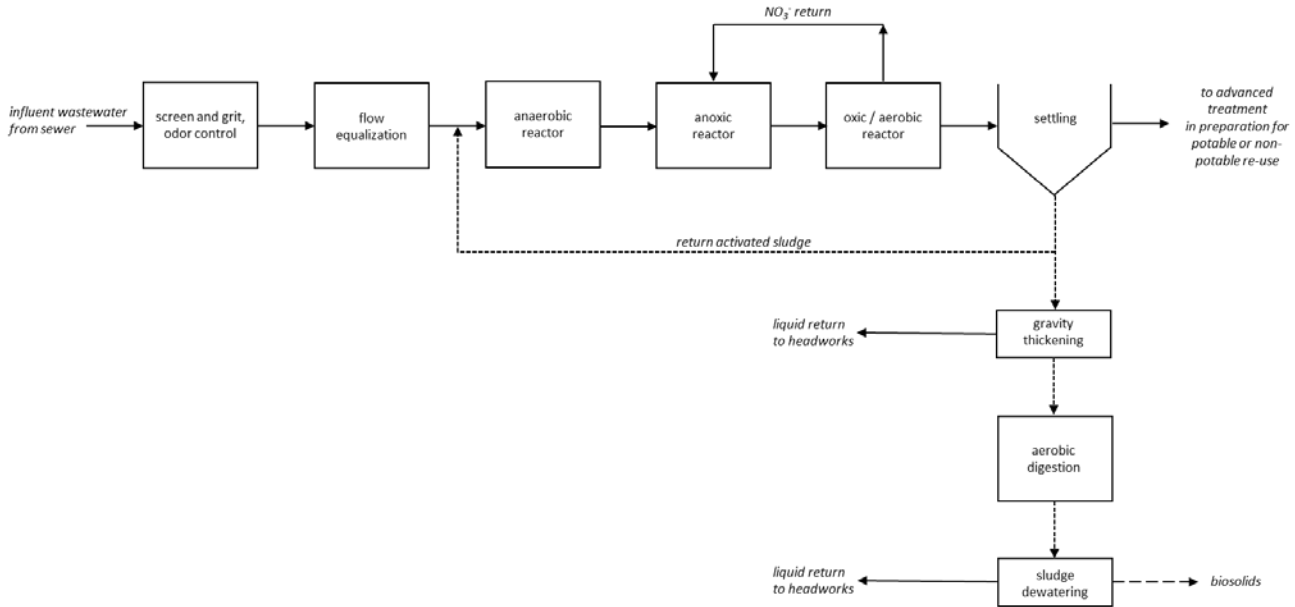 NO₃⁻ return
influent wastewater
from sewer
screen and grit,
odor control
flow
equalization
anaerobic
reactor
anoxic
reactor
oxic / aerobic
reactor
settling
to advanced
treatment
in preparation for
potable or non-
potable re-use
return activated sludge
liquid return
to headworks
gravity
thickening
aerobic
digestion
liquid return
to headworks
sludge
dewatering
biosolids